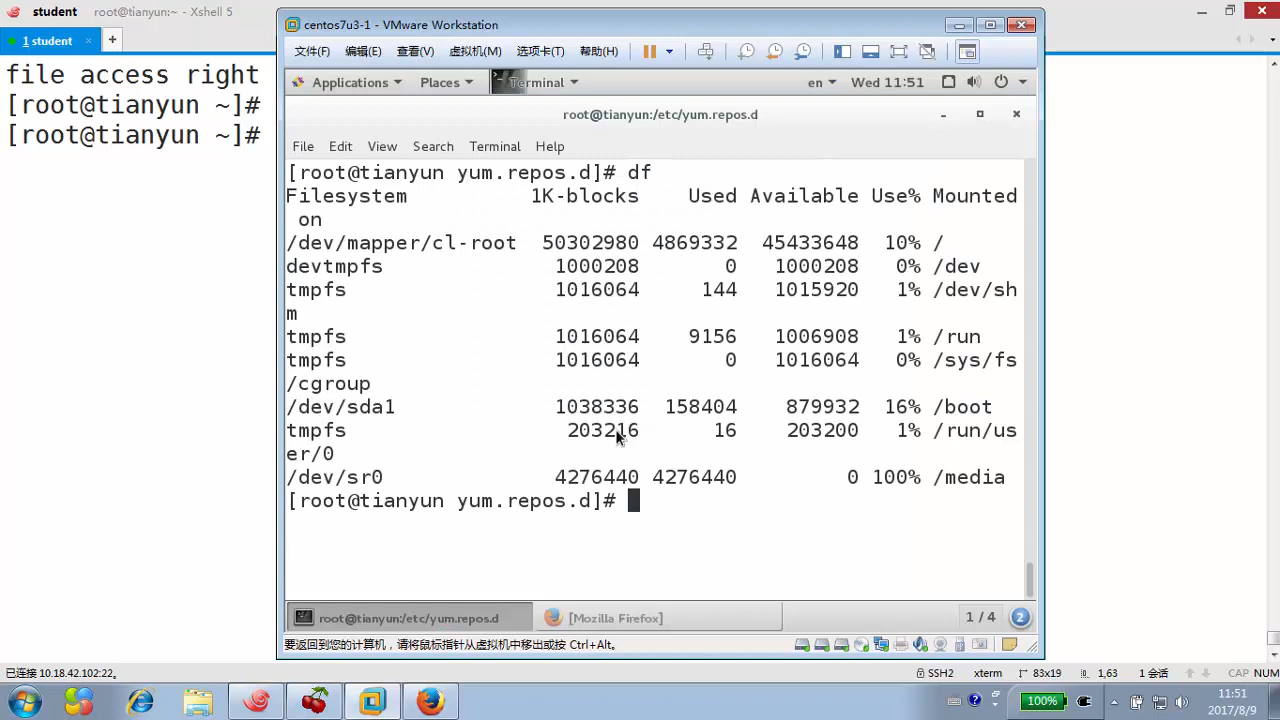 student root@tianyun:~ - Xshell 5
1 student
+
file access right
[root@tianyun ~]#
[root@tianyun ~]#
centos7u3-1 - VMware Workstation
文件(F) 编辑(E) 查看(V) 虚拟机(M) 选项卡(T) 帮助(H)
Applications Places Terminal en Wed 11:51
root@tianyun:/etc/yum.repos.d
File Edit View Search Terminal Help
[root@tianyun yum.repos.d]# df
Filesystem 1K-blocks Used Available Use% Mounted
on
/dev/mapper/cl-root 50302980 4869332 45433648 10% /
devtmpfs 1000208 0 1000208 0% /dev
tmpfs 1016064 144 1015920 1% /dev/sh
m
tmpfs 1016064 9156 1006908 1% /run
tmpfs 1016064 0 1016064 0% /sys/fs
/cgroup
/dev/sda1 1038336 158404 879932 16% /boot
tmpfs 203216 16 203200 1% /run/us
er/0
/dev/sr0 4276440 4276440 0 100% /media
[root@tianyun yum.repos.d]#
root@tianyun:/etc/yum.repos.d [Mozilla Firefox] 1 / 4 2
要返回到您的计算机，请将鼠标指针从虚拟机中移出或按 Ctrl+Alt。
已连接 10.18.42.102:22。 SSH2 xterm 83x19 1,63 1 会话 CAP NUM
100% 11:51
2017/8/9